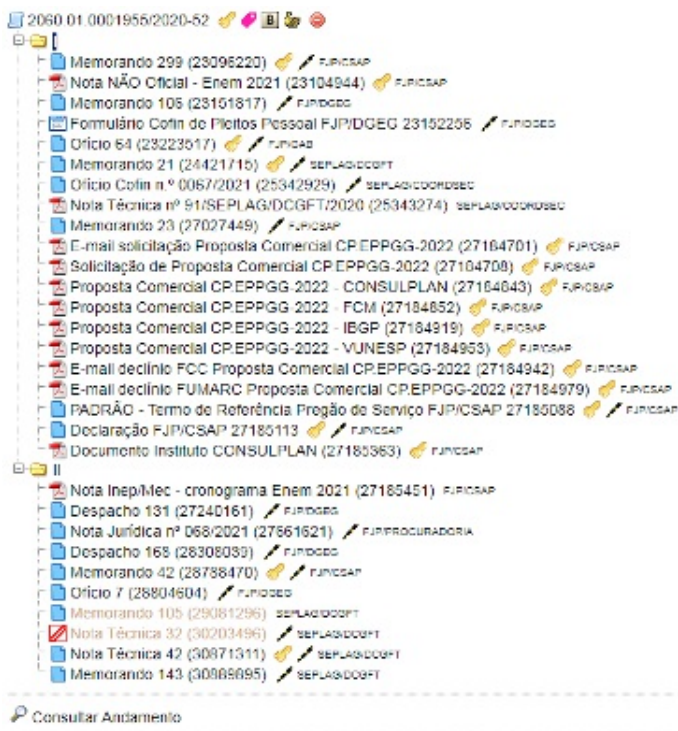 2060.01.0001955/2020-52 B
I
Memorando 299 (23096220) FJP/CSAP
Nota NÃO Oficial - Enem 2021 (23104944) FJP/CSAP
Memorando 106 (23151817) FJP/DGEG
Formulário Cofin de Pleitos Pessoal FJP/DGEG 23152256 FJP/DGEG
Ofício 64 (23223517) FJP/GAB
Memorando 21 (24421715) SEPLAG/DCGFT
Ofício Cofin n.º 0067/2021 (25342929) SEPLAG/COORDSEC
Nota Técnica nº 91/SEPLAG/DCGFT/2020 (25343274) SEPLAG/COORDSEC
Memorando 23 (27027449) FJP/CSAP
E-mail solicitação Proposta Comercial CP.EPPGG-2022 (27184701) FJP/CSAP
Solicitação de Proposta Comercial CP.EPPGG-2022 (27184708) FJP/CSAP
Proposta Comercial CP.EPPGG-2022 - CONSULPLAN (27184843) FJP/CSAP
Proposta Comercial CP.EPPGG-2022 - FCM (27184852) FJP/CSAP
Proposta Comercial CP.EPPGG-2022 - IBGP (27184919) FJP/CSAP
Proposta Comercial CP.EPPGG-2022 - VUNESP (27184953) FJP/CSAP
E-mail declínio FCC Proposta Comercial CP.EPPGG-2022 (27184942) FJP/CSAP
E-mail declínio FUMARC Proposta Comercial CP.EPPGG-2022 (27184979) FJP/CSAP
PADRÃO - Termo de Referência Pregão de Serviço FJP/CSAP 27185088 FJP/CSAP
Declaração FJP/CSAP 27185113 FJP/CSAP
Documento Instituto CONSULPLAN (27185363) FJP/CSAP
II
Nota Inep/Mec - cronograma Enem 2021 (27185451) FJP/CSAP
Despacho 131 (27240161) FJP/DGEG
Nota Jurídica nº 068/2021 (27661621) FJP/PROCURADORIA
Despacho 168 (28308039) FJP/DGEG
Memorando 42 (28788470) FJP/CSAP
Ofício 7 (28804604) FJP/DGEG
Memorando 105 (29081296) SEPLAG/DCGFT
Nota Técnica 32 (30203496) SEPLAG/DCGFT
Nota Técnica 42 (30871311) SEPLAG/DCGFT
Memorando 143 (30889895) SEPLAG/DCGFT
Consultar Andamento